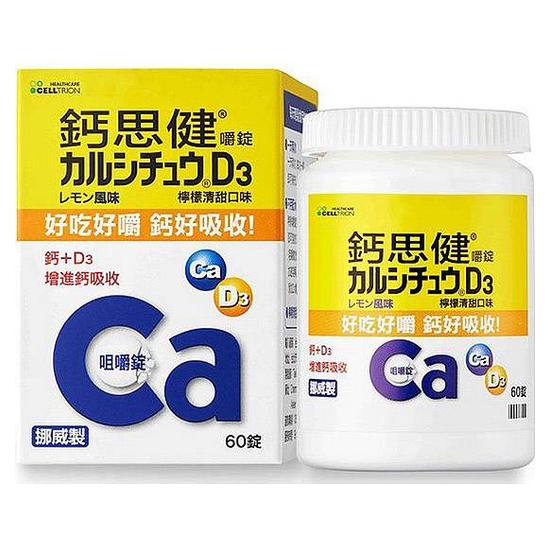 HEALTHCARE
CELLTRION
鈣思健®嚼錠
カルシチュウ®D3
レモン風味 檸檬清甜口味
好吃好嚼 鈣好吸收!
鈣+D3
增進鈣吸收
Ca
D3
Ca
咀嚼錠
挪威製
60錠
HEALTHCARE
CELLTRION
鈣思健®嚼錠
カルシチュウ®D3
レモン風味 檸檬清甜口味
好吃好嚼 鈣好吸收!
鈣+D3
增進鈣吸收
Ca
D3
Ca
咀嚼錠
挪威製
60錠